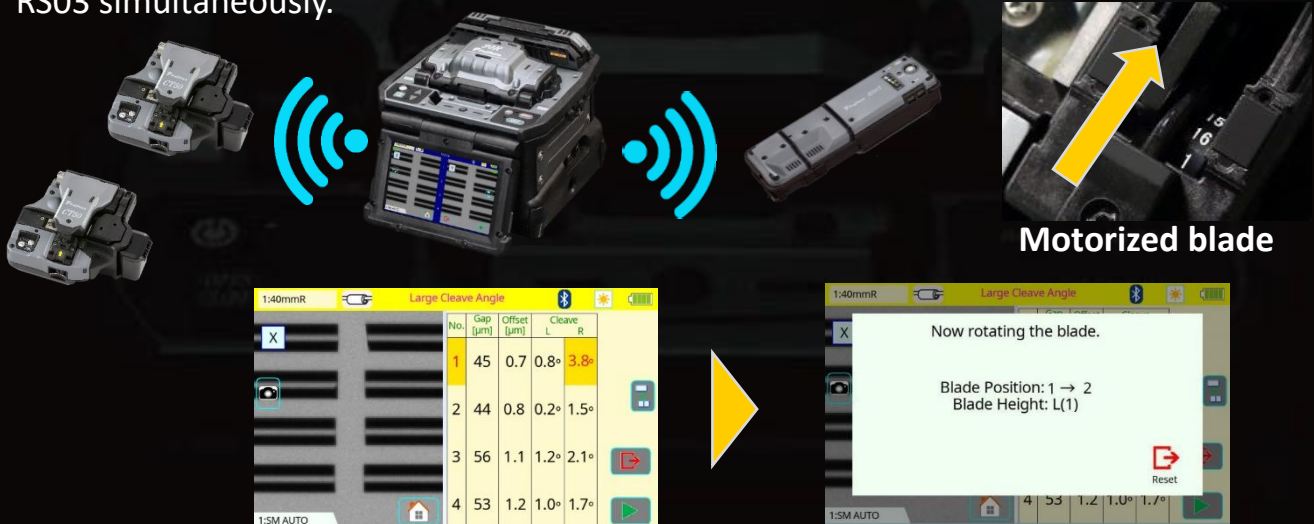 RS03 simultaneously.
CT50
CT50
90R
15
16
1
Motorized blade
1:40mmR
Large Cleave Angle
No. Gap [µm] Offset [µm] Cleave L R
X
1 45 0.7 0.8° 3.8°
2 44 0.8 0.2° 1.5°
3 56 1.1 1.2° 2.1°
4 53 1.2 1.0° 1.7°
1:SM AUTO
1:40mmR
Large Cleave Angle
X
Now rotating the blade.
Blade Position: 1 → 2
Blade Height: L(1)
Reset
4 53 1.2 1.0° 1.7°
1:SM AUTO